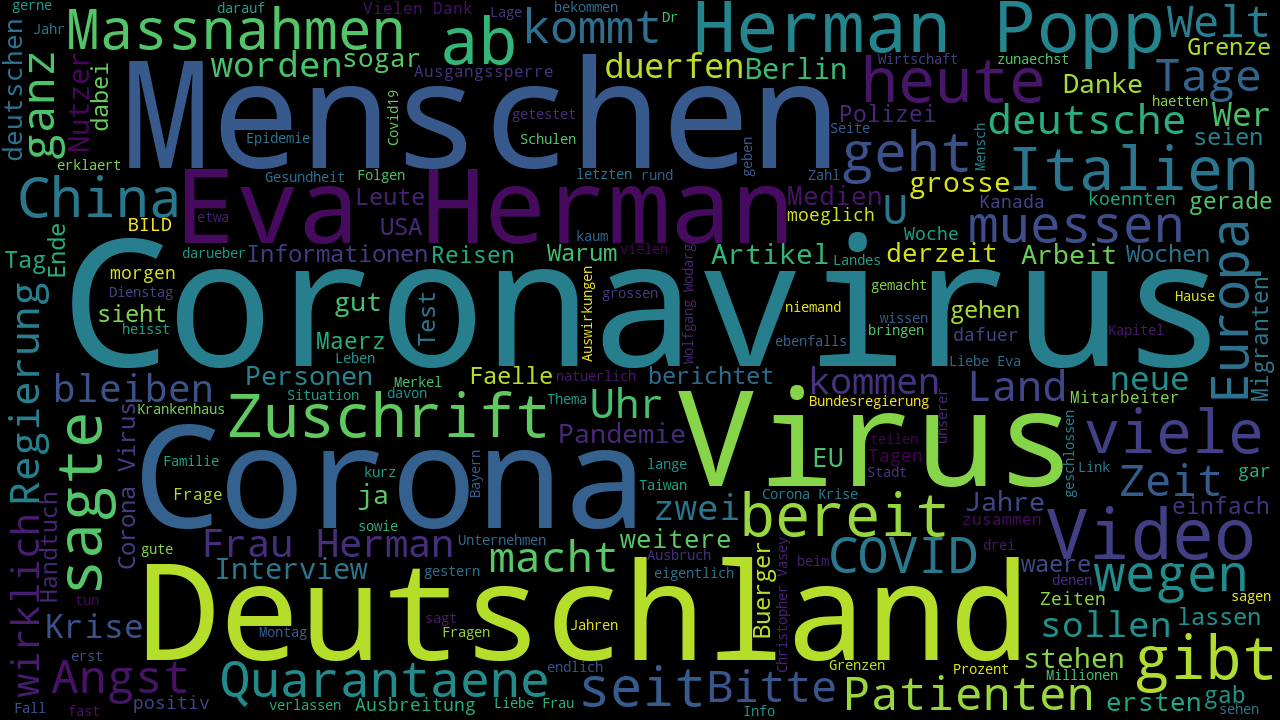 gerne
darauf
Vielen Dank
Lage
bekommen
Dr
Jahr
Massnahmen
ab
kommt
Herman Popp
Welt
Grenze
deutschen
ganz
Nutzer
dabei
worden
sogar
Ausgangssperre
duerfen
Berlin
Wirtschaft
zunaechst
heute
Danke
Tage
haetten
Menschen
Covid19
getestet
Polizei
deutsche
Wer
Epidemie
Schulen
Seite
Mensch
seien
erklaert
geben
geht
Italien
Gesundheit
Folgen
letzten
rund
Zahl
China
Eva Herman
Leute
Medien
grosse
koennten
gerade
etwa
BILD
USA
moeglich
U
Kanada
muessen
Ende
kaum
Woche
Tag
darueber
Informationen
Reisen
Warum
vielen
Wolfgang Wodarg
Artikel
Landes
derzeit
Arbeit
Wochen
Europa
morgen
Dienstag
Coronavirus
Auswirkungen
grossen
gemacht
Hause
Migranten
sieht
heisst
gut
Test
niemand
wissen
gehen
Regierung
Maerz
ebenfalls
bringen
dafuer
Kapitel
Leben
Liebe Eva
bleiben
Personen
Merkel
Faelle
natuerlich
berichtet
kommen
Land
neue
Situation
davon
Thema
Mitarbeiter
Krankenhaus
Zuschrift
Uhr
Virus
Bundesregierung
unserer
sagte
Corona Virus
Pandemie
teilen
geschlossen
viele
Familie
kurz
Bayern
lange
EU
Tagen
Link
gar
Corona
Taiwan
Stadt
Zeit
Frage
ja
Corona Krise
Jahre
einfach
wirklich
Handtuch
sowie
zwei
bereit
zusammen
Video
gute
Frau Herman
Unternehmen
macht
weitere
Ausbruch
Buerger
Christopher Vasey
beim
COVID
drei
waere
denen
wegen
Interview
gestern
eigentlich
tun
Deutschland
Zeiten
sagen
Krise
Montag
sagt
Fragen
Jahren
sollen
lassen
erst
Angst
Quarantaene
endlich
seit
Bitte
Grenzen
Prozent
stehen
Millionen
gibt
Fall
fast
positiv
verlassen
Ausbreitung
Liebe Frau
Info
Patienten
ersten
gab
sehen